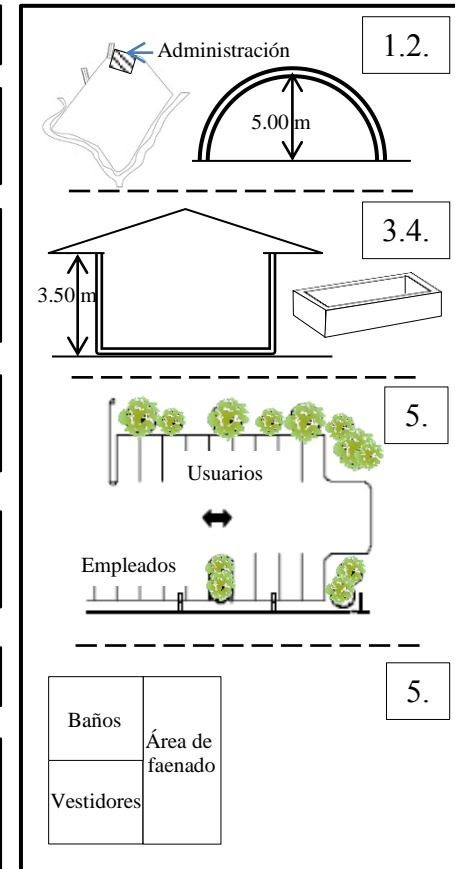 Administración
1.2.
5.00 m
3.4.
3.50 m
5.
Usuarios
Empleados
5.
Baños
Área de
faenado
Vestidores